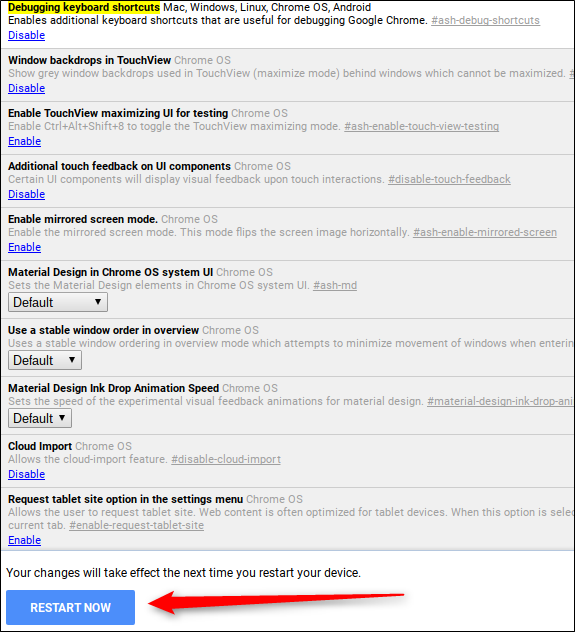 Debugging keyboard shortcuts Mac, Windows, Linux, Chrome OS, Android
Enables additional keyboard shortcuts that are useful for debugging Google Chrome. #ash-debug-shortcuts
Disable
Window backdrops in TouchView Chrome OS
Show grey window backdrops used in TouchView (maximize mode) behind windows which cannot be maximized. #
Disable
Enable TouchView maximizing UI for testing Chrome OS
Enable Ctrl+Alt+Shift+8 to toggle the TouchView maximizing mode. #ash-enable-touch-view-testing
Enable
Additional touch feedback on UI components Chrome OS
Certain UI components will display visual feedback upon touch interactions. #disable-touch-feedback
Disable
Enable mirrored screen mode. Chrome OS
Enable the mirrored screen mode. This mode flips the screen image horizontally. #ash-enable-mirrored-screen
Enable
Material Design in Chrome OS system UI Chrome OS
Sets the Material Design elements in Chrome OS system UI. #ash-md
Default
Use a stable window order in overview Chrome OS
Uses a stable window ordering in overview mode which attempts to minimize movement of windows when enterin
Default
Material Design Ink Drop Animation Speed Chrome OS
Sets the speed of the experimental visual feedback animations for material design. #material-design-ink-drop-ani
Default
Cloud Import Chrome OS
Allows the cloud-import feature. #disable-cloud-import
Disable
Request tablet site option in the settings menu Chrome OS
Allows the user to request tablet site. Web content is often optimized for tablet devices. When this option is selec
current tab. #enable-request-tablet-site
Enable
Your changes will take effect the next time you restart your device.
RESTART NOW